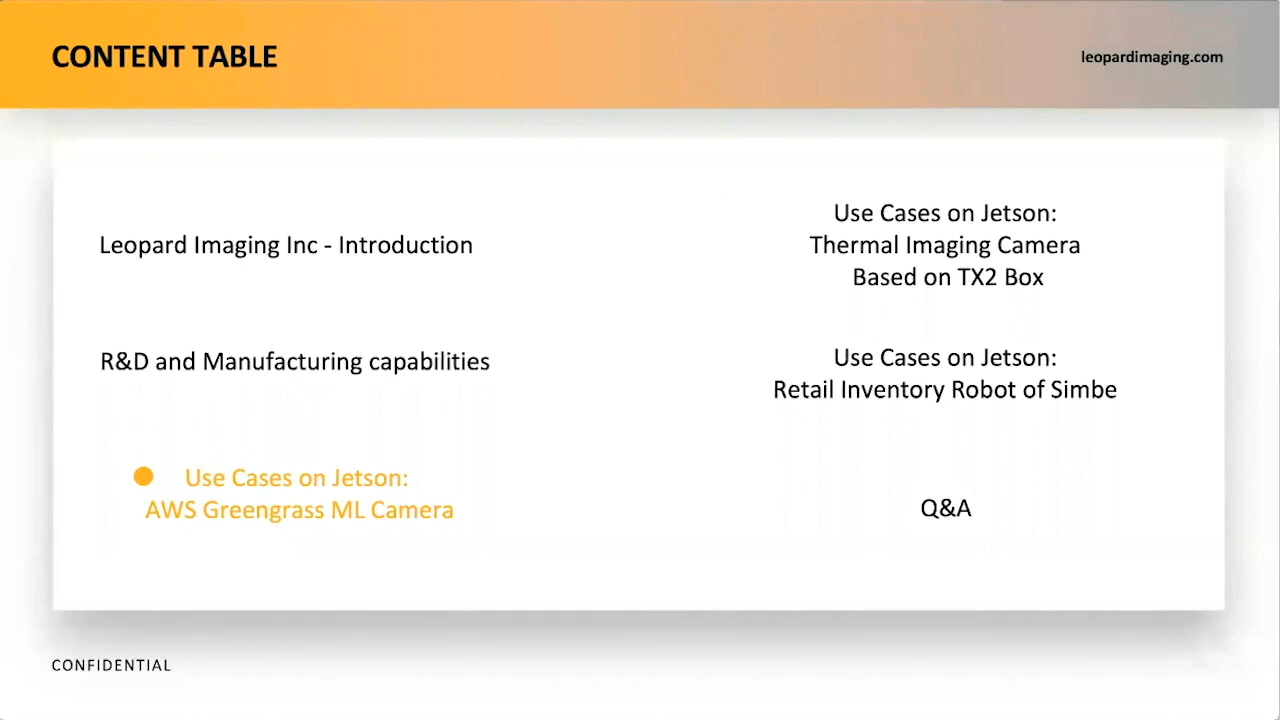 CONTENT TABLE
leopardimaging.com
Leopard Imaging Inc - Introduction
R&D and Manufacturing capabilities
Use Cases on Jetson:
AWS Greengrass ML Camera
Use Cases on Jetson:
Thermal Imaging Camera
Based on TX2 Box
Use Cases on Jetson:
Retail Inventory Robot of Simbe
Q&A
CONFIDENTIAL